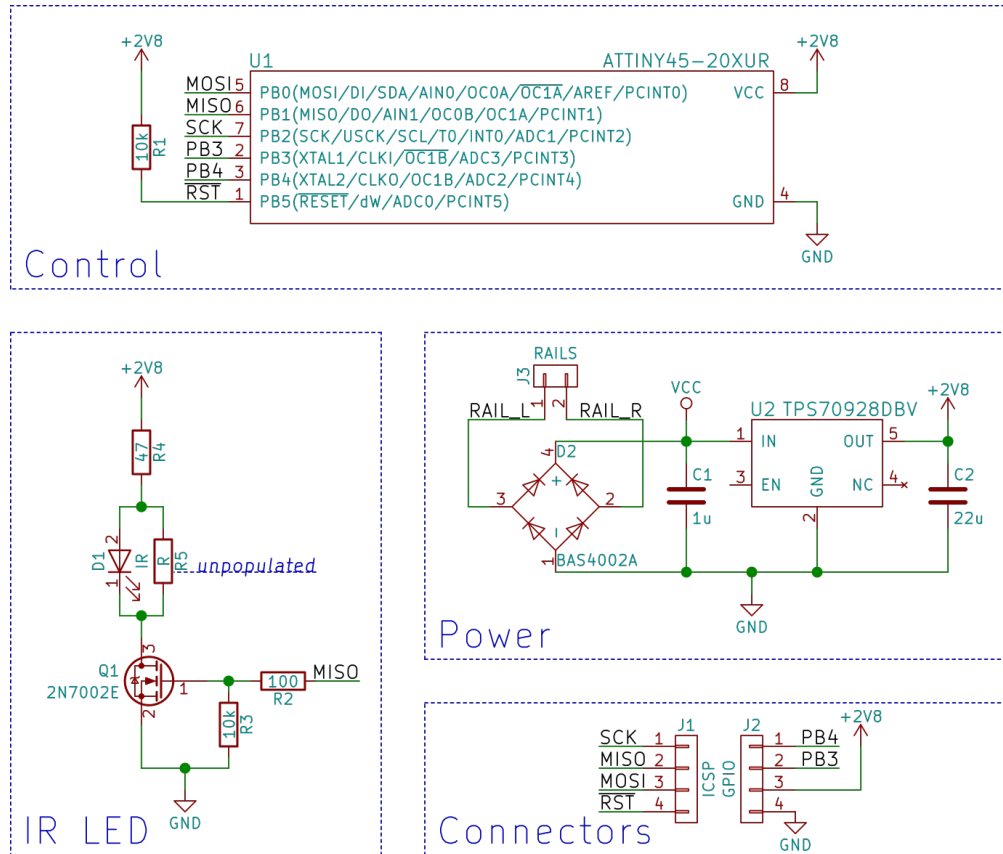 +2V8
+2V8
U1
ATTINY45-20XUR
MOSI 5 PB0(MOSI/DI/SDA/AIN0/OC0A/OC1A/AREF/PCINT0) VCC 8
MISO 6 PB1(MISO/DO/AIN1/OC0B/OC1A/PCINT1)
SCK 7 PB2(SCK/USCK/SCL/T0/INT0/ADC1/PCINT2)
PB3 2 PB3(XTAL1/CLKI/OC1B/ADC3/PCINT3)
PB4 3 PB4(XTAL2/CLKO/OC1B/ADC2/PCINT4)
RST 1 PB5(RESET/dW/ADC0/PCINT5) GND 4
10k
R1
GND
Control
+2V8
47
R4
D1
2
1
IR
R
R5
unpopulated
Q1
2N7002E
3
1
2
100
R2
MISO
10k
R3
GND
IR LED
RAILS
J3
1
2
RAIL_L
RAIL_R
D2
4
3
2
1
+
-
BAS4002A
VCC
C1
1u
U2 TPS70928DBV
1 IN OUT 5
3 EN GND NC 4
2
+2V8
C2
22u
GND
Power
J1
J2
+2V8
SCK 1
MISO 2
MOSI 3
RST 4
ICSP
GPIO
1 PB4
2 PB3
3
4
GND
Connectors